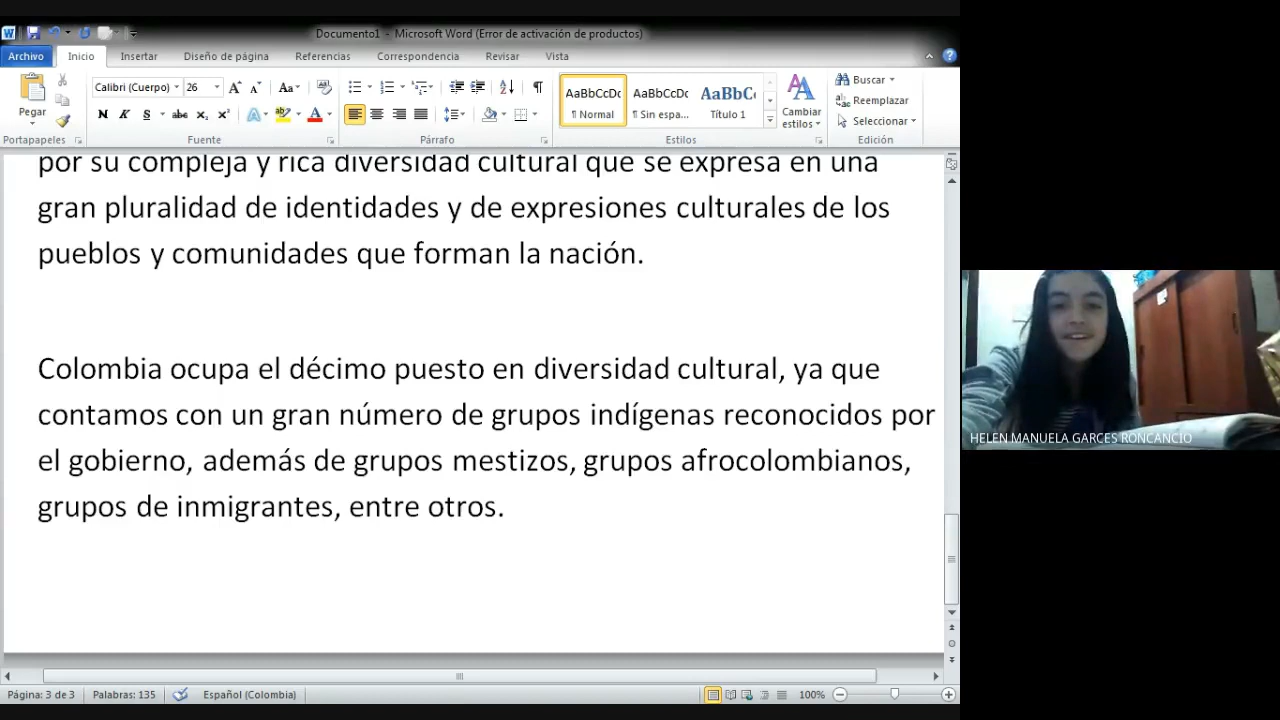 Documento1 - Microsoft Word (Error de activación de productos)
Archivo Inicio Insertar Diseño de página Referencias Correspondencia Revisar Vista
Pegar
Calibri (Cuerpo) 26
AaBbCcDc AaBbCcDc AaBbC
Normal Sin espa... Título 1
Cambiar estilos
Buscar
Reemplazar
Seleccionar
Portapapeles Fuente Párrafo Estilos Edición
por su compleja y rica diversidad cultural que se expresa en una
gran pluralidad de identidades y de expresiones culturales de los
pueblos y comunidades que forman la nación.
Colombia ocupa el décimo puesto en diversidad cultural, ya que
contamos con un gran número de grupos indígenas reconocidos por
el gobierno, además de grupos mestizos, grupos afrocolombianos,
grupos de inmigrantes, entre otros.
HELEN MANUELA GARCES RONCANCIO
Página: 3 de 3 Palabras: 135 Español (Colombia) 100%